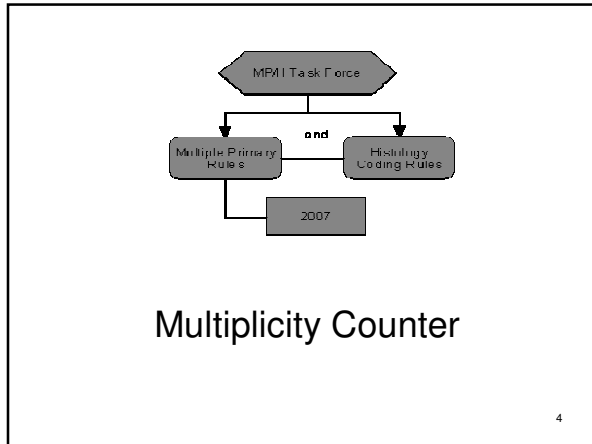 MP/H Task Force
and
Multiple Primary
Rules
Histology
Coding Rules
2007
Multiplicity Counter
4